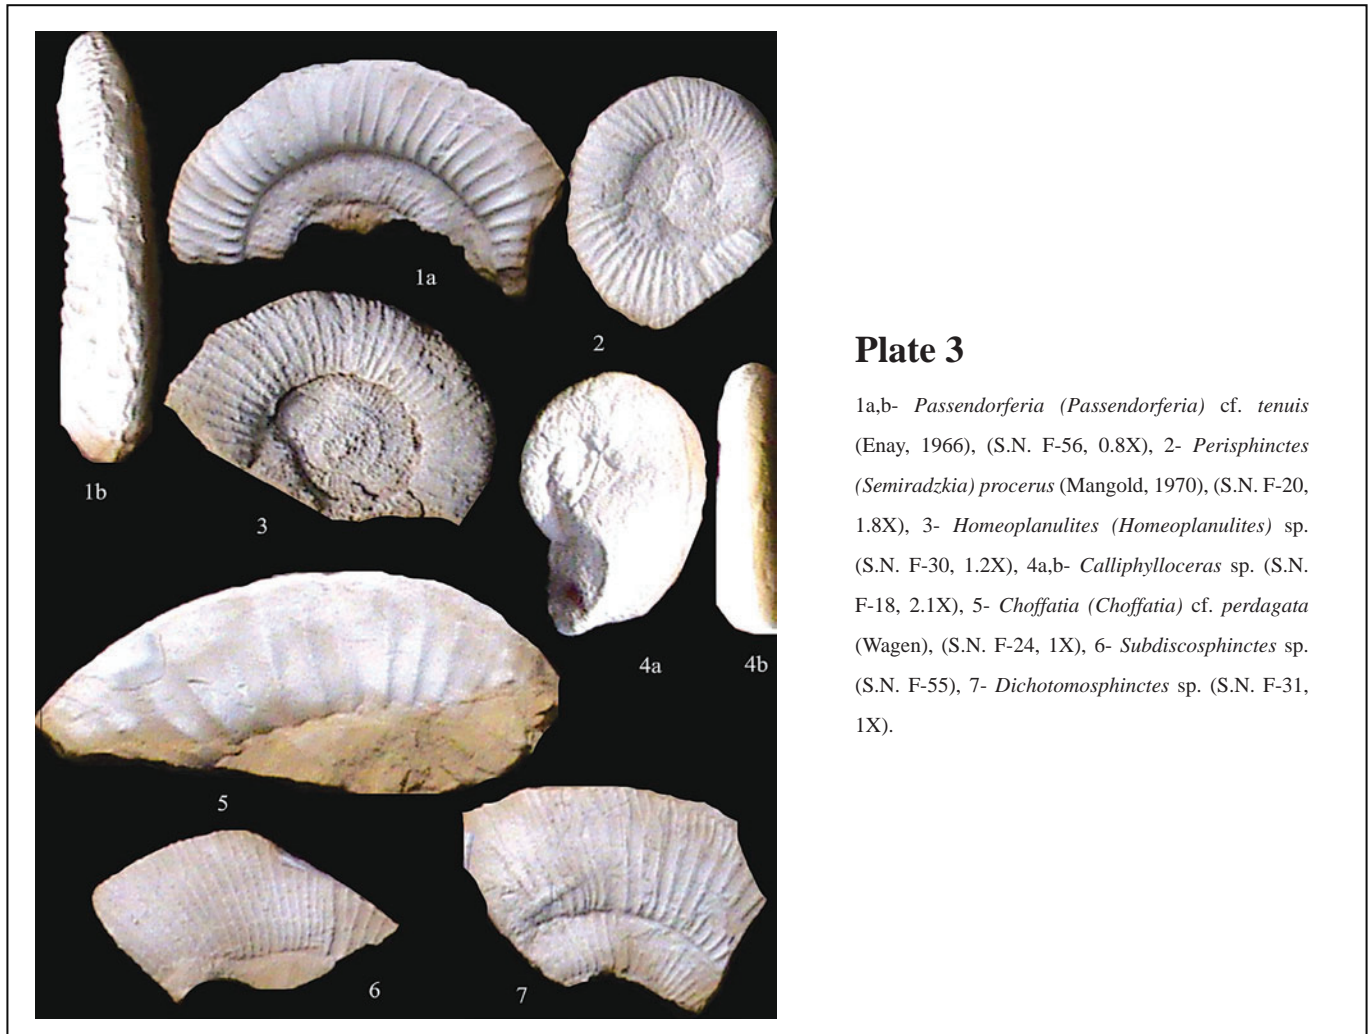 1a
2
1b
3
4a
4b
5
6
7
Plate 3
1a,b- Passendorferia (Passendorferia) cf. tenuis
(Enay, 1966), (S.N. F-56, 0.8X), 2- Perisphinctes
(Semiradzkia) procerus (Mangold, 1970), (S.N. F-20,
1.8X), 3- Homeoplanulites (Homeoplanulites) sp.
(S.N. F-30, 1.2X), 4a,b- Calliphylloceras sp. (S.N.
F-18, 2.1X), 5- Choffatia (Choffatia) cf. perdagata
(Wagen), (S.N. F-24, 1X), 6- Subdiscosphinctes sp.
(S.N. F-55), 7- Dichotomosphinctes sp. (S.N. F-31,
1X).